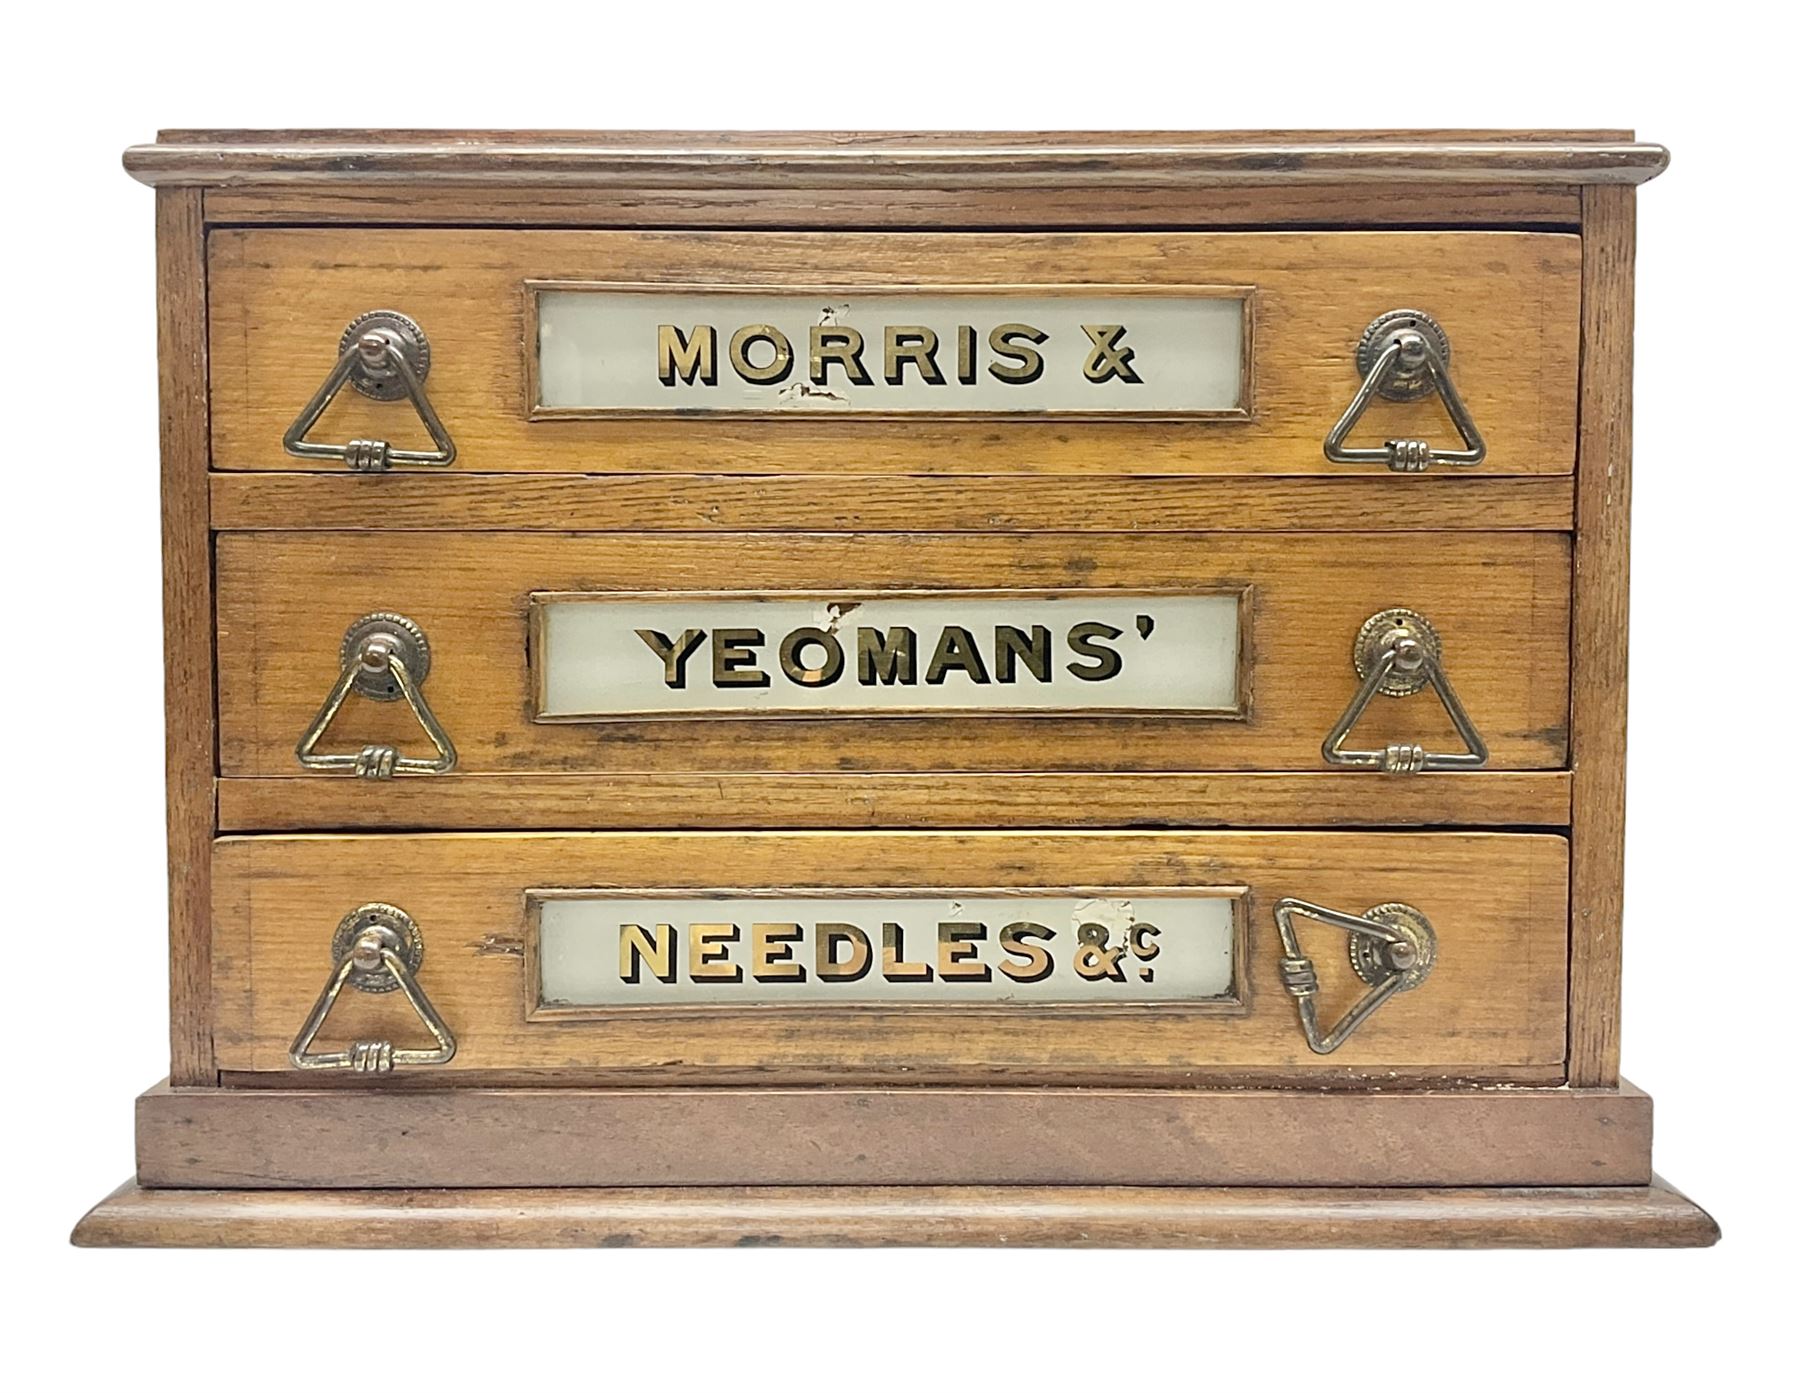 MORRIS &
YEOMANS'
NEEDLES &c.